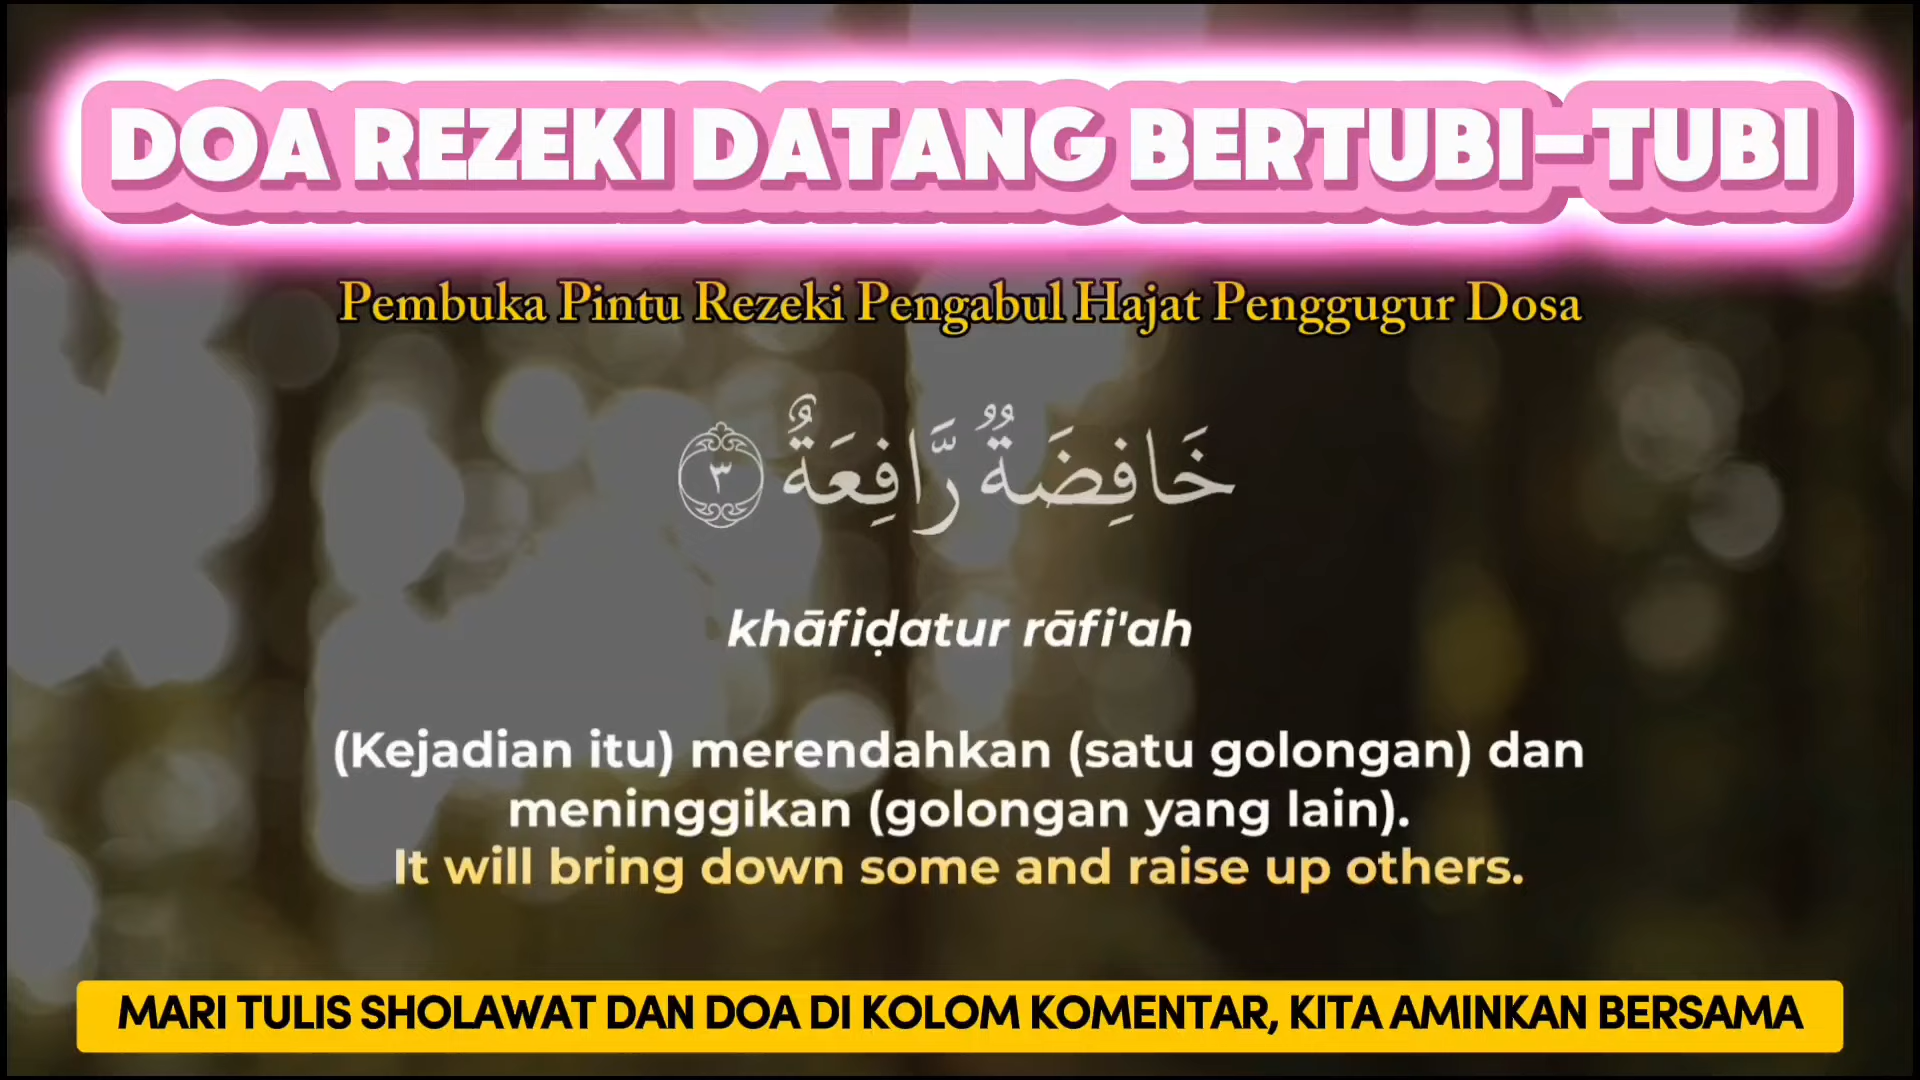 DOA REZEKI DATANG BERTUBI-TUBI
Pembuka Pintu Rezeki Pengabul Hajat Penggugur Dosa
خَافِضَةٌ رَّافِعَةٌ ٣
khāfiḍatur rāfi'ah
(Kejadian itu) merendahkan (satu golongan) dan
meninggikan (golongan yang lain).
It will bring down some and raise up others.
MARI TULIS SHOLAWAT DAN DOA DI KOLOM KOMENTAR, KITA AMINKAN BERSAMA